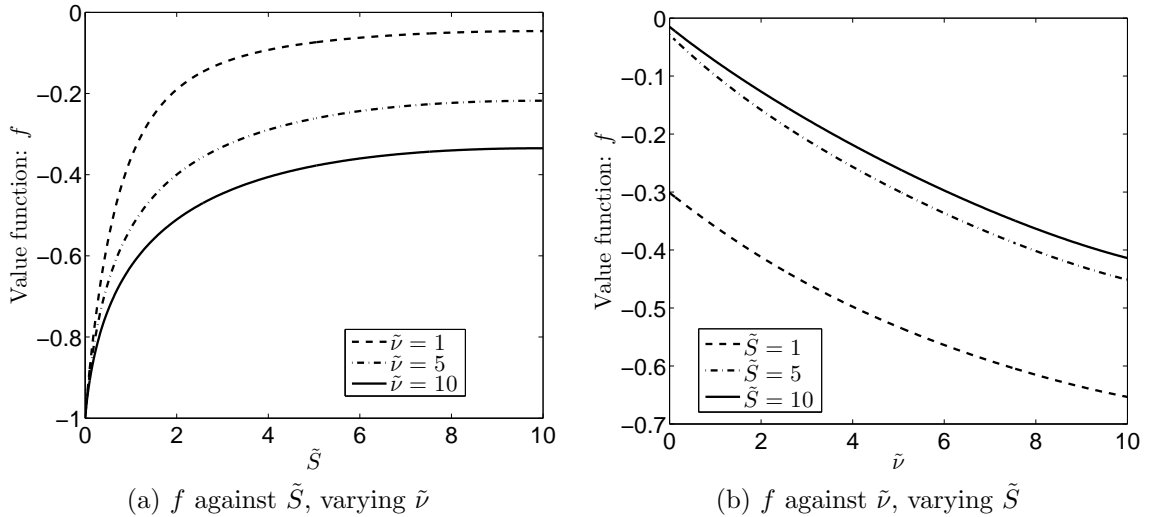 0
−0.2
−0.4
−0.6
−0.8
−1
Value function: f
0 2 4 6 8 10
S̃
ν̃ = 1
ν̃ = 5
ν̃ = 10
(a) f against S̃, varying ν̃
0
−0.1
−0.2
−0.3
−0.4
−0.5
−0.6
−0.7
Value function: f
0 2 4 6 8 10
ν̃
S̃ = 1
S̃ = 5
S̃ = 10
(b) f against ν̃, varying S̃